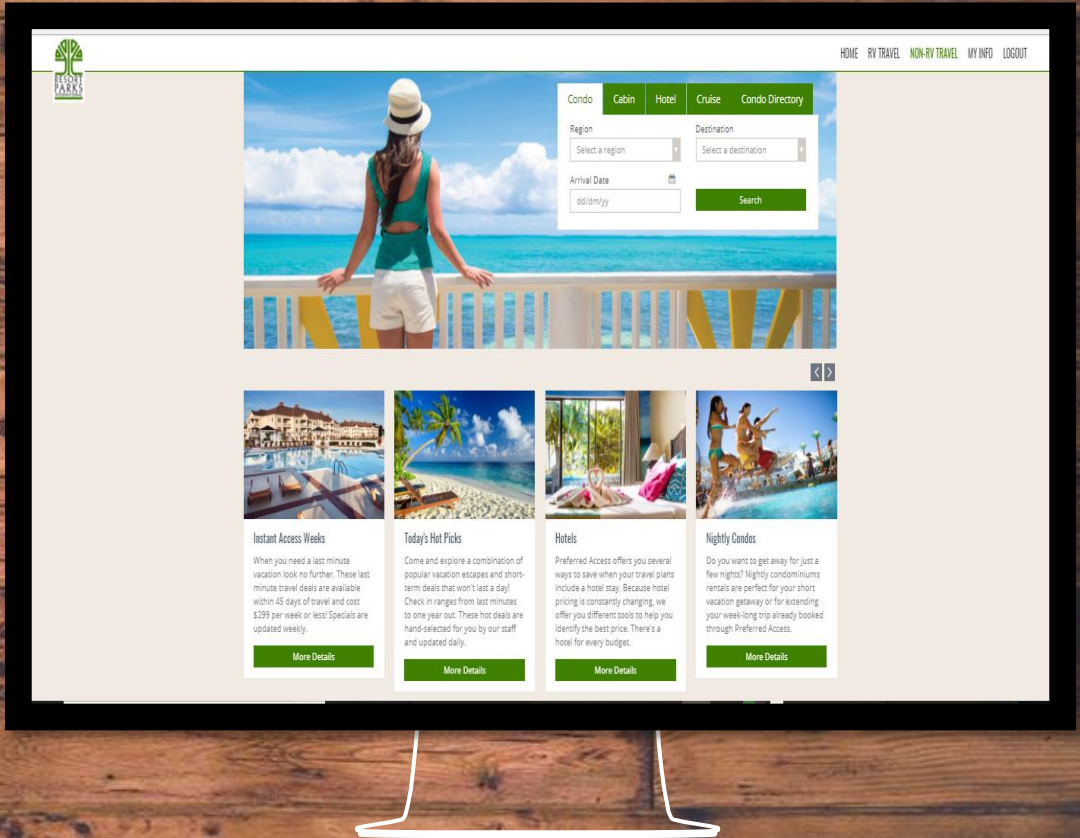 RESORT
PARKS
INTERNATIONAL
HOME RV TRAVEL NON-RV TRAVEL MY INFO LOGOUT
Condo Cabin Hotel Cruise Condo Directory
Region Destination
Select a region Select a destination
Arrival Date
dd/dm/yy Search
Instant Access Weeks
When you need a last minute
vacation look no further. These last
minute travel deals are available
within 45 days of travel and cost
$299 per week or less! Specials are
updated weekly.
More Details
Today's Hot Picks
Come and explore a combination of
popular vacation escapes and short-
term deals that won't last a day!
Check in ranges from last minutes
to one year out. These hot deals are
hand-selected for you by our staff
and updated daily.
More Details
Hotels
Preferred Access offers you several
ways to save when your travel plans
include a hotel stay. Because hotel
pricing is constantly changing, we
offer you different tools to help you
identify the best price. There's a
hotel for every budget.
More Details
Nightly Condos
Do you want to get away for just a
few nights? Nightly condominiums
rentals are perfect for your short
vacation getaway or for extending
your week-long trip already booked
through Preferred Access.
More Details